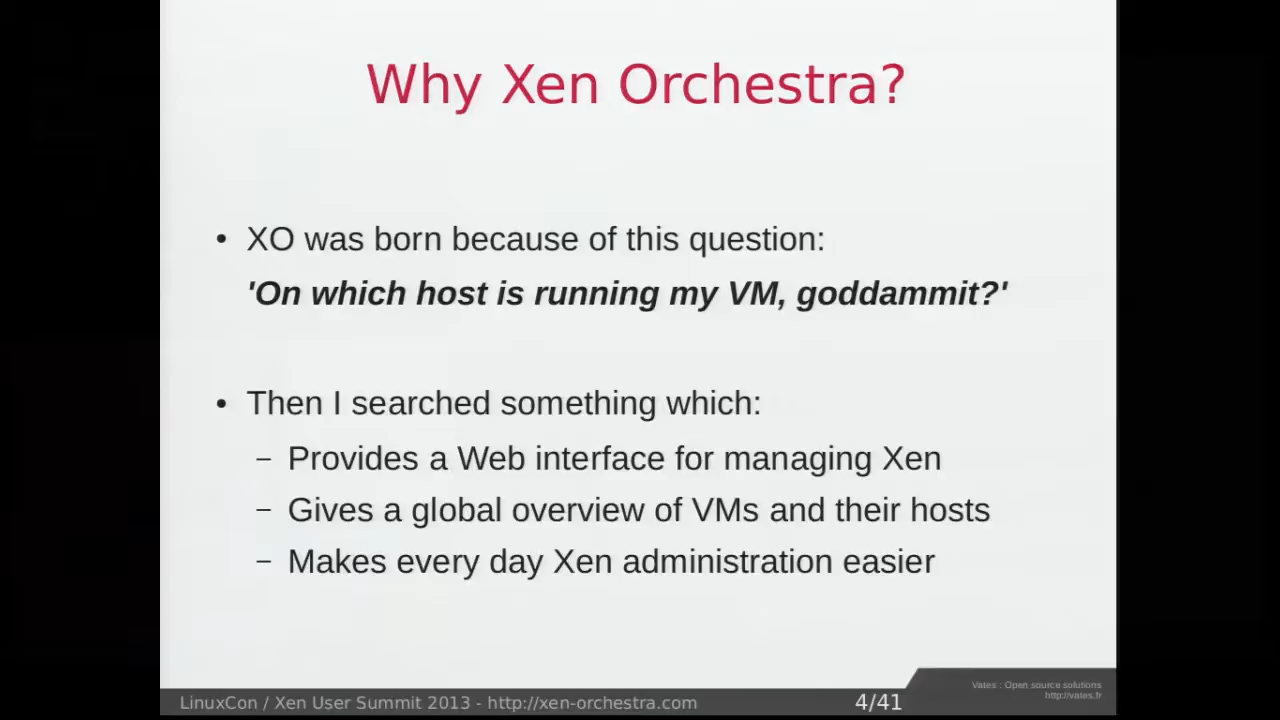 Why Xen Orchestra?
• XO was born because of this question:
'On which host is running my VM, goddammit?'
• Then I searched something which:
– Provides a Web interface for managing Xen
– Gives a global overview of VMs and their hosts
– Makes every day Xen administration easier
LinuxCon / Xen User Summit 2013 - http://xen-orchestra.com
4/41
Vates : Open source solutions
http://vates.fr